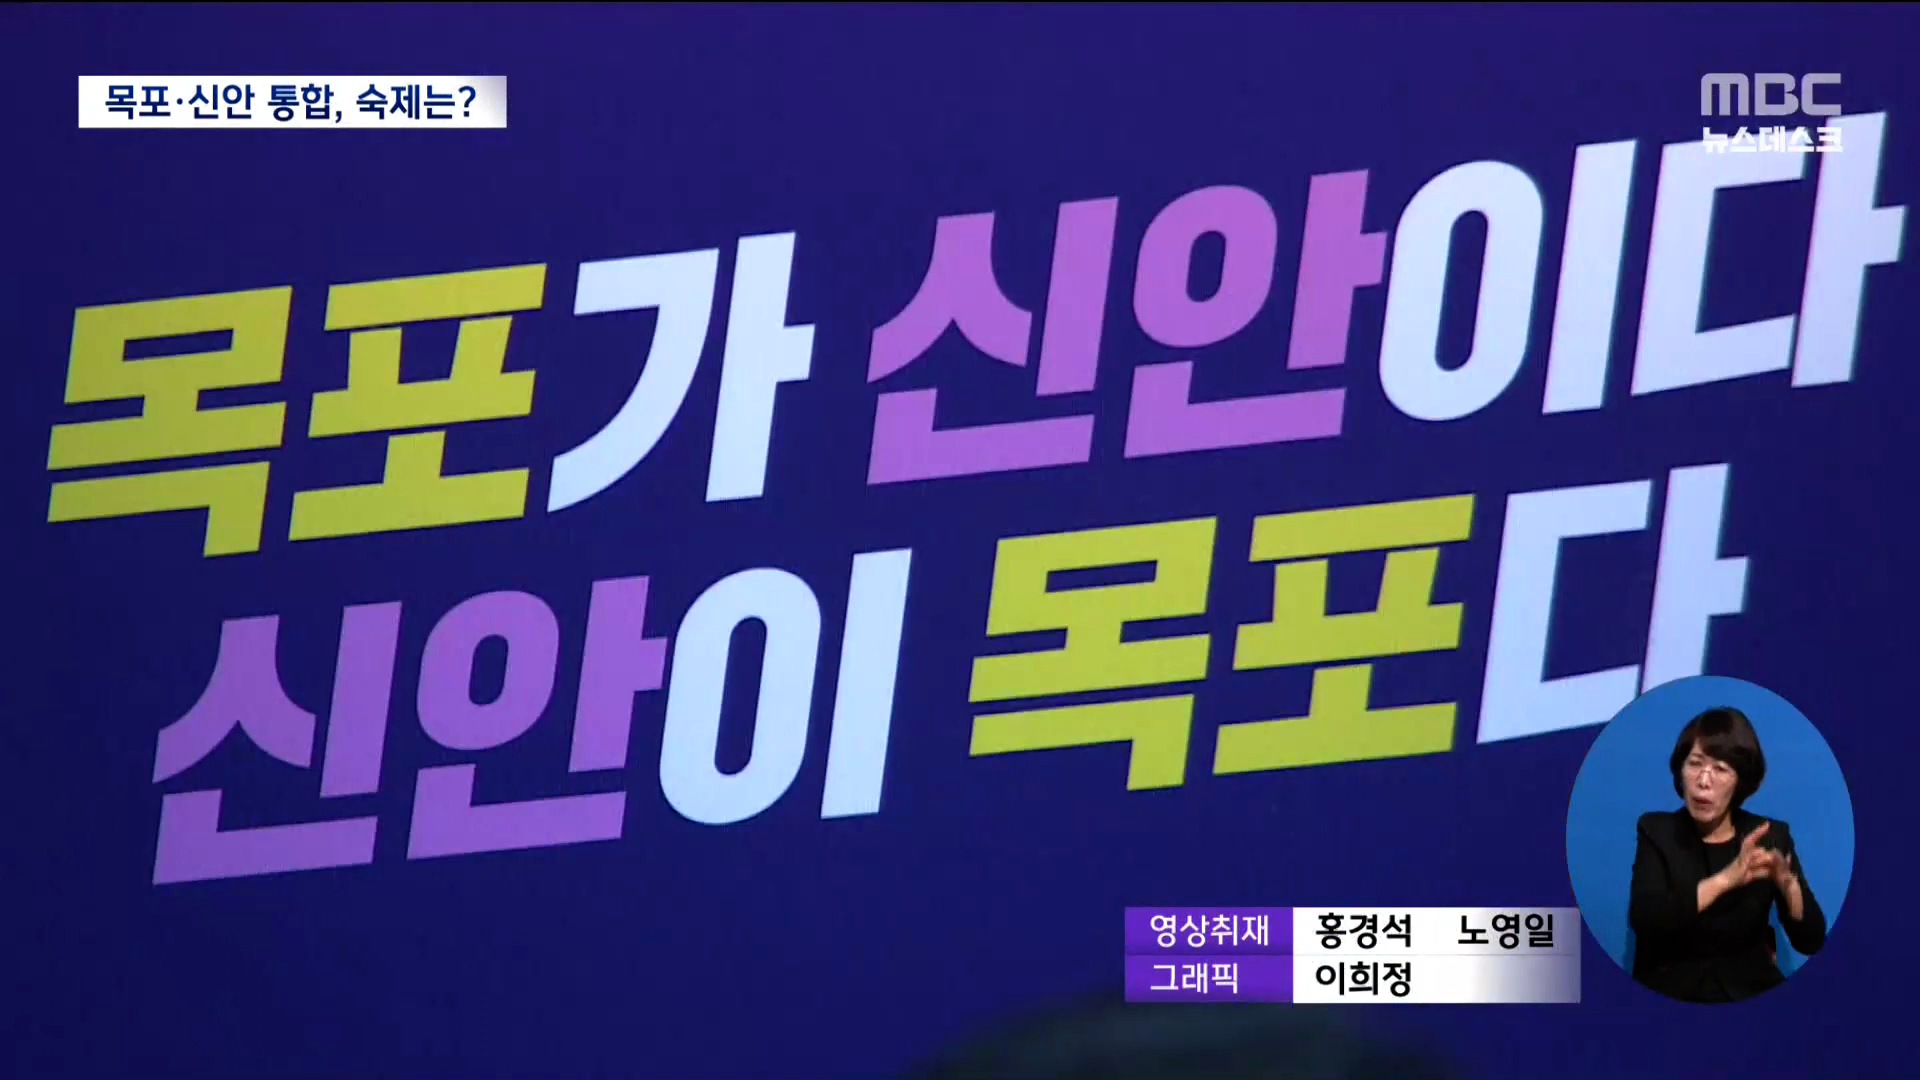 목포·신안 통합, 숙제는?
MBC
뉴스데스크
목포가 신안이다
신안이 목포다
영상취재 홍경석 노영일
그래픽 이희정